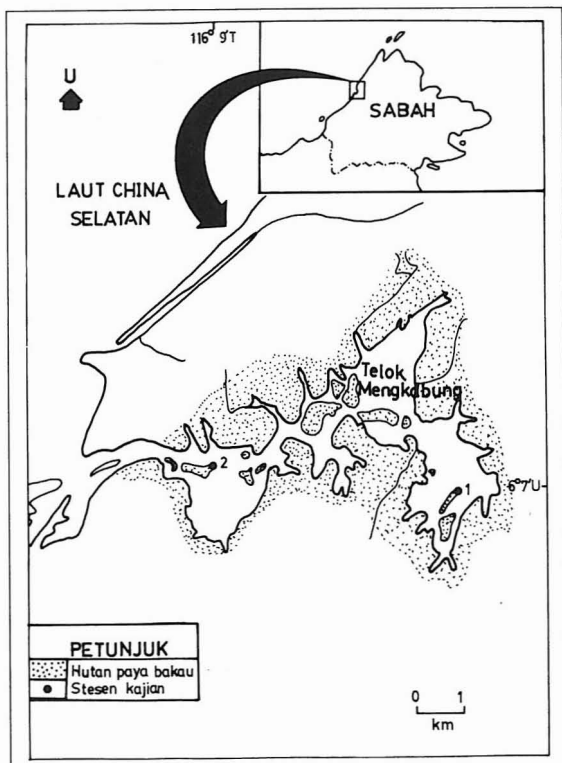 116° 9'T
U
SABAH
LAUT CHINA
SELATAN
Telok
Mengkabung
2
1
6°7'U
PETUNJUK
Hutan paya bakau
Stesen kajian
0 1
km